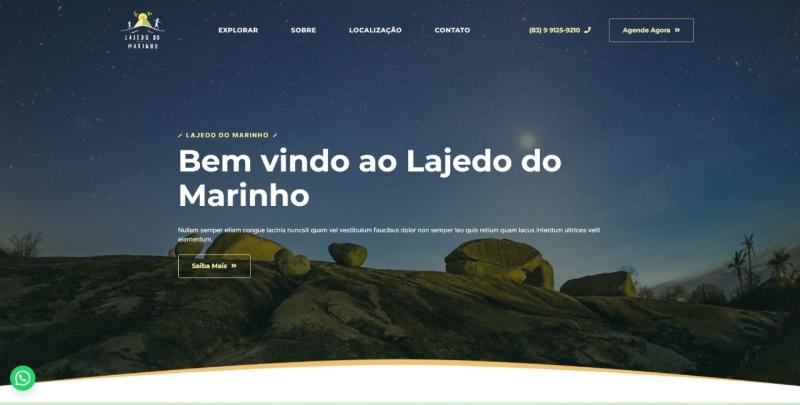 LAJEDO DO
MARINHO
EXPLORAR
SOBRE
LOCALIZAÇÃO
CONTATO
(83) 9 9125-9210
Agende Agora
LAJEDO DO MARINHO
Bem vindo ao Lajedo do
Marinho
Nullam semper etiam congue lacinia nuncsit quam vel vestibulum faucibus dolor non semper leo quis retium quam lacus interdum ultrices velit
elementum.
Saiba Mais